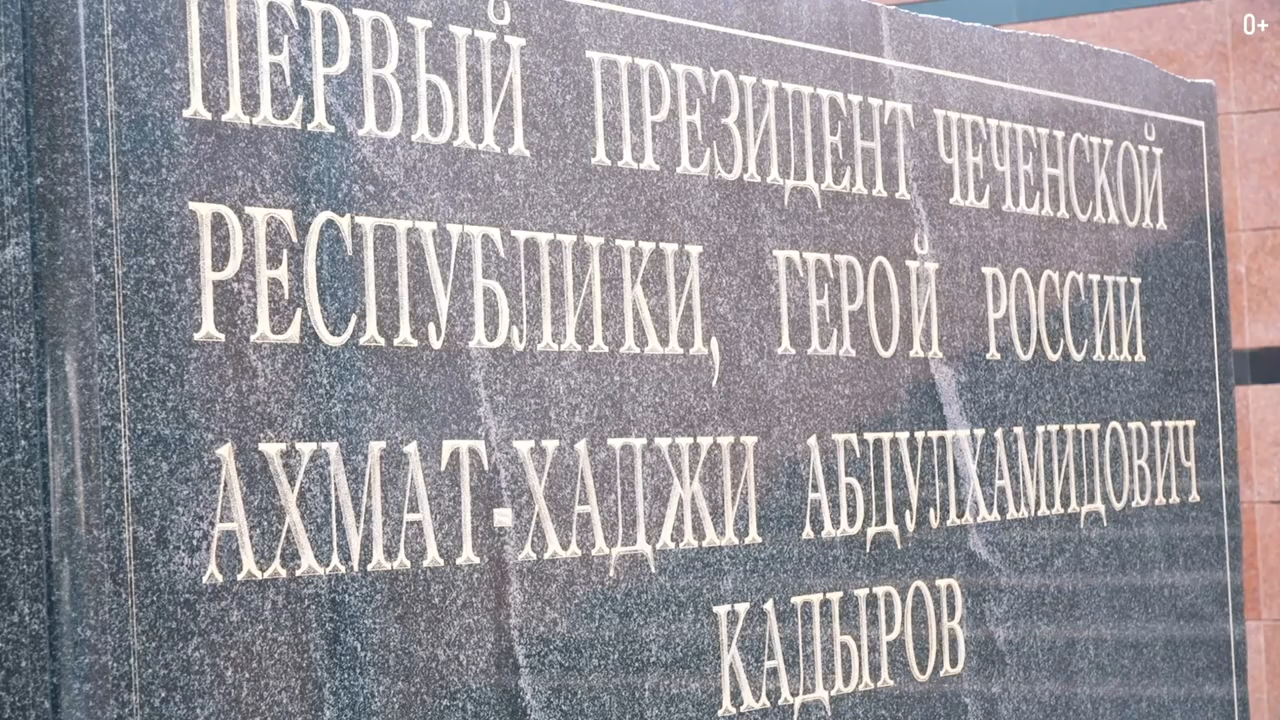 0+
ПЕРВЫЙ ПРЕЗИДЕНТ ЧЕЧЕНСКОЙ
РЕСПУБЛИКИ, ГЕРОЙ РОССИИ
АХМАТ-ХАДЖИ АБДУЛХАМИДОВИЧ
КАДЫРОВ